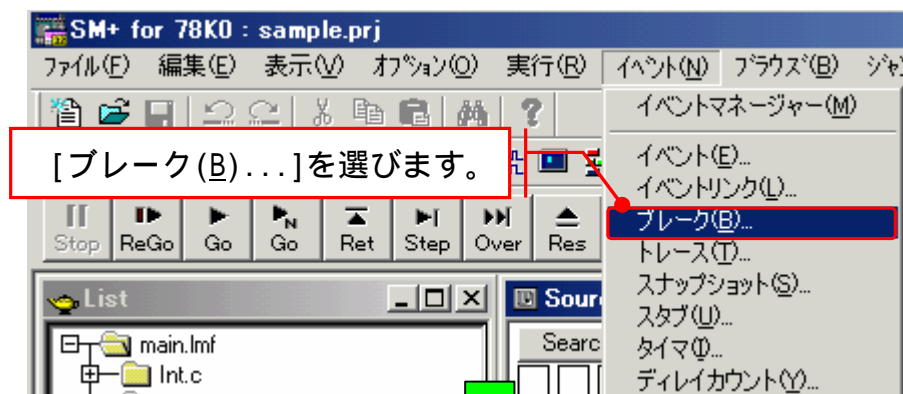 SM+ for 78K0 : sample.prj
ファイル(F) 編集(E) 表示(V) オプション(O) 実行(R) イベント(N) ブラウズ(B) ジャン
イベントマネージャー(M)
[ブレーク(B)...]を選びます。
イベント(E)...
イベントリンク(L)...
ブレーク(B)...
トレース(T)...
スナップショット(S)...
スタブ(U)...
タイマ(I)...
ディレイカウント(Y)...
Stop ReGo Go Go Ret Step Over Res
List
Sour
Searc
main.lmf
Int.c